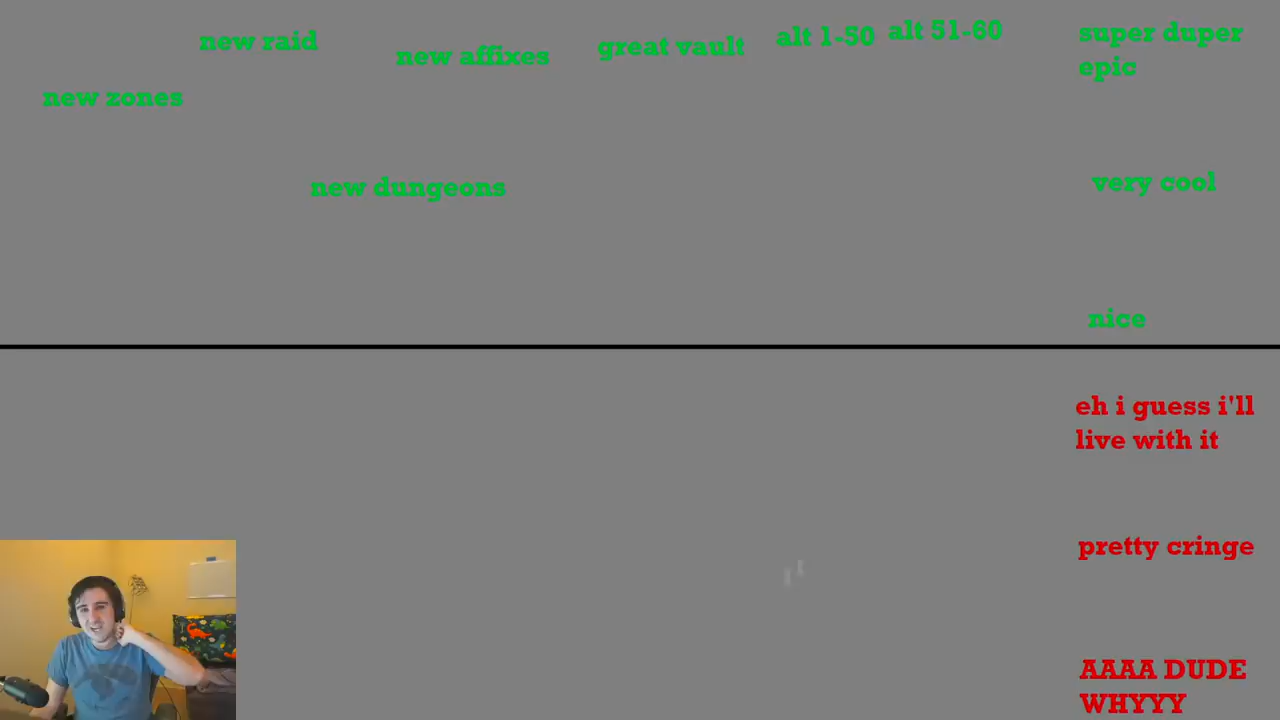 new raid
new affixes
great vault
alt 1-50
alt 51-60
super duper
epic
new zones
new dungeons
very cool
nice
eh i guess i'll
live with it
pretty cringe
AAAA DUDE
WHYYY